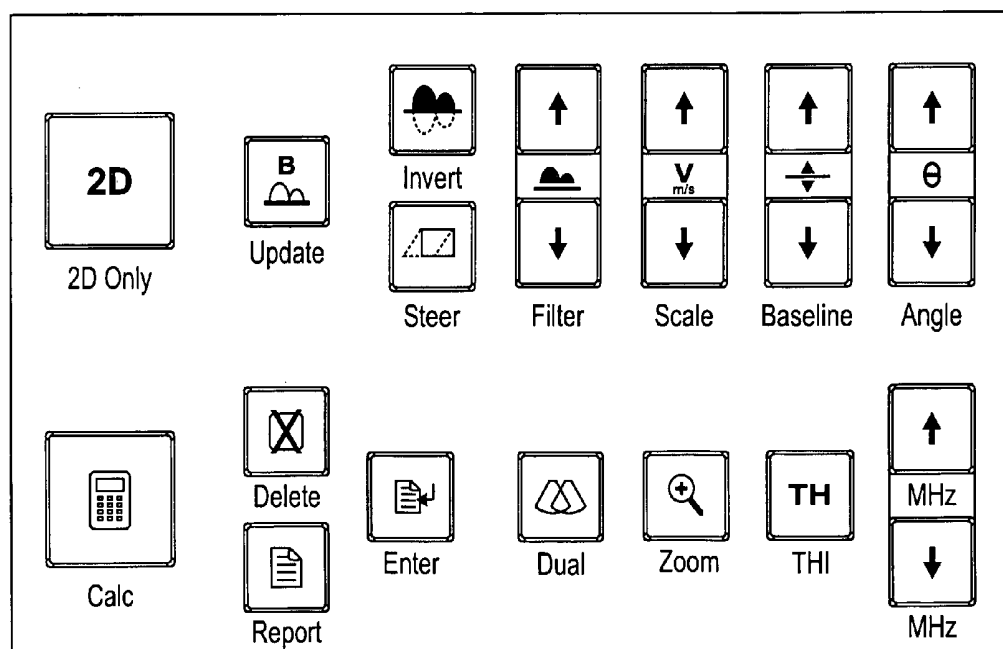 2D
2D Only
B
Update
Invert
Steer
Filter
V
m/s
Scale
Baseline
θ
Angle
Calc
Delete
Report
Enter
Dual
Zoom
TH
THI
MHz
MHz